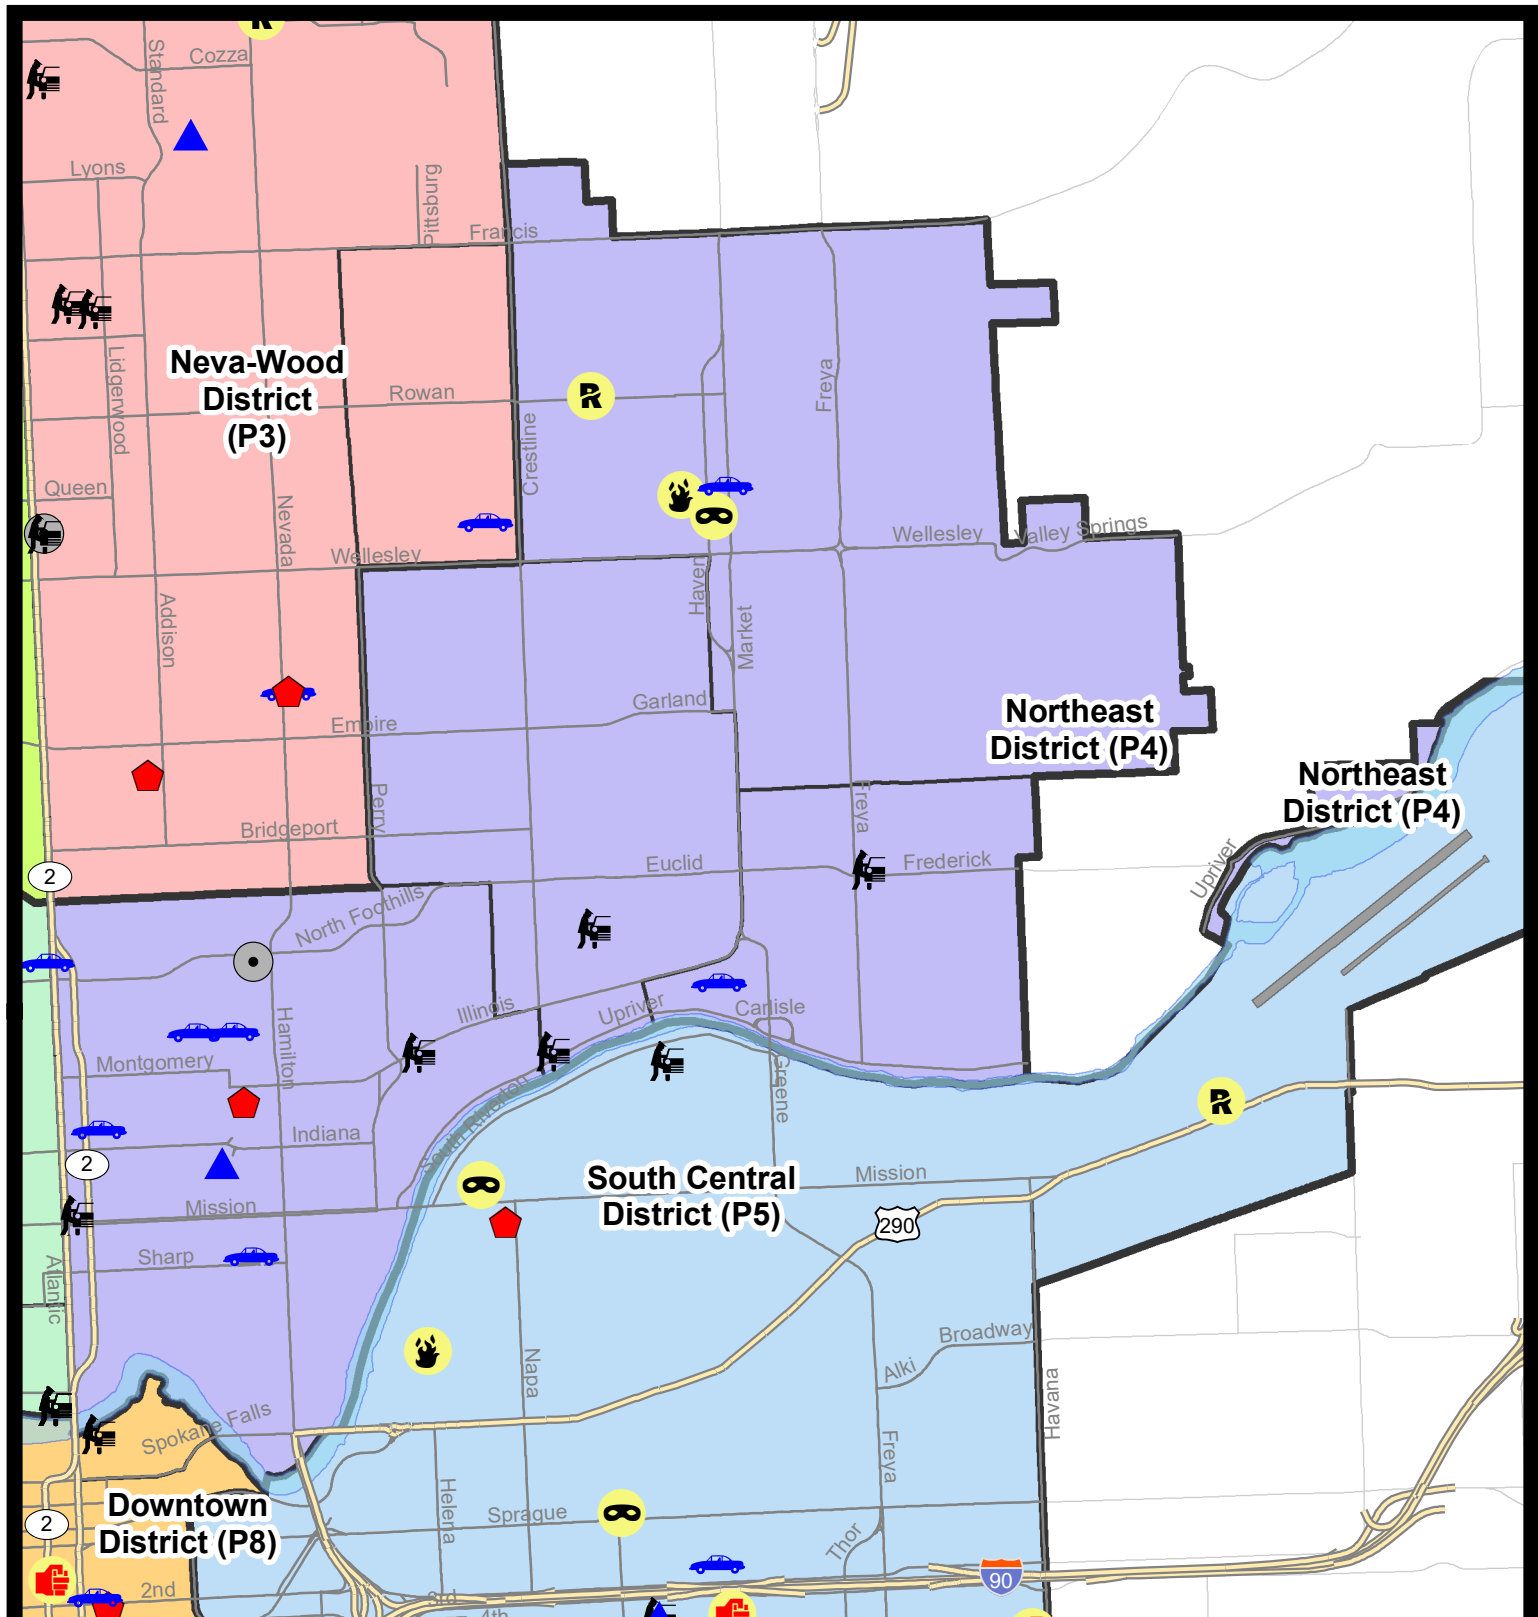 R
Cozza
Standard
Lyons
Pittsburg
Francis
Neva-Wood
District
(P3)
Lidgerwood
Rowan
R
Freya
Crestline
Queen
Nevada
Wellesley
Wellesley
Valley Springs
Haven
Addison
Market
Garland
Empire
Northeast
District (P4)
Northeast
District (P4)
Perry
Freya
Bridgeport
Euclid
Frederick
Upriver
2
North Foothills
Illinois
Upriver
Carlisle
Hamilton
Montgomery
Greene
South Riverton
R
Indiana
2
South Central
District (P5)
Mission
Mission
290
Sharp
Atlantic
Broadway
Napa
Alki
Havana
Spokane Falls
Freya
Helena
Downtown
District (P8)
Sprague
2
Thor
90
2nd
3rd
4th